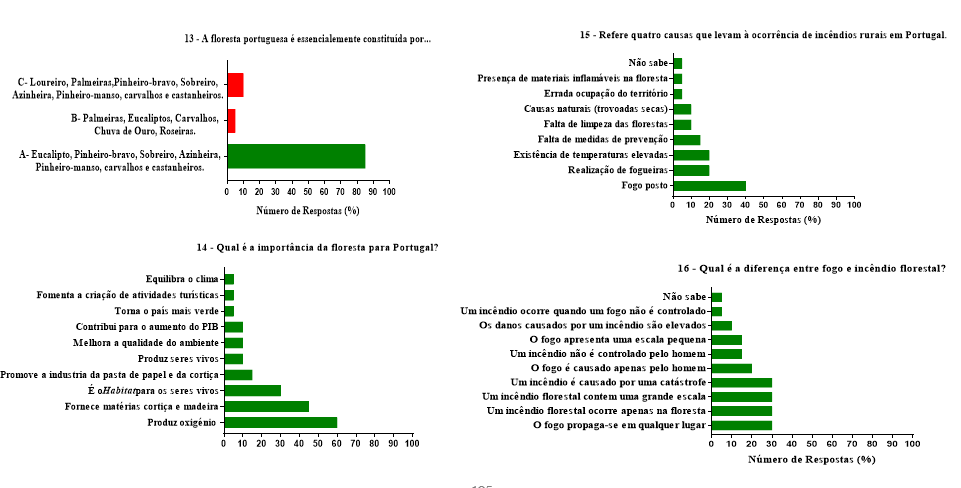 13 - A floresta portuguesa é essencialemente constituída por...
C- Loureiro, Palmeiras,Pinheiro-bravo, Sobreiro,
Azinheira, Pinheiro-manso, carvalhos e castanheiros.
B- Palmeiras, Eucaliptos, Carvalhos,
Chuva de Ouro, Roseiras.
A- Eucalipto, Pinheiro-bravo, Sobreiro, Azinheira,
Pinheiro-manso, carvalhos e castanheiros.
0 10 20 30 40 50 60 70 80 90 100
Número de Respostas (%)
15 - Refere quatro causas que levam à ocorrência de incêndios rurais em Portugal.
Não sabe
Presença de materiais inflamáveis na floresta
Errada ocupação do território
Causas naturais (trovoadas secas)
Falta de limpeza das florestas
Falta de medidas de prevenção
Existência de temperaturas elevadas
Realização de fogueiras
Fogo posto
0 10 20 30 40 50 60 70 80 90 100
Número de Respostas (%)
14 - Qual é a importância da floresta para Portugal?
Equilibra o clima
Fomenta a criação de atividades turísticas
Torna o país mais verde
Contribui para o aumento do PIB
Melhora a qualidade do ambiente
Produz seres vivos
Promove a industria da pasta de papel e da cortiça
É o Habitat para os seres vivos
Fornece matérias cortiça e madeira
Produz oxigénio
0 10 20 30 40 50 60 70 80 90 100
16 - Qual é a diferença entre fogo e incêndio florestal?
Não sabe
Um incêndio ocorre quando um fogo não é controlado
Os danos causados por um incêndio são elevados
O fogo apresenta uma escala pequena
Um incêndio não é controlado pelo homem
O fogo é causado apenas pelo homem
Um incêndio é causado por uma catástrofe
Um incêndio florestal contem uma grande escala
Um incêndio florestal ocorre apenas na floresta
O fogo propaga-se em qualquer lugar
0 10 20 30 40 50 60 70 80 90 100
Número de Respostas (%)